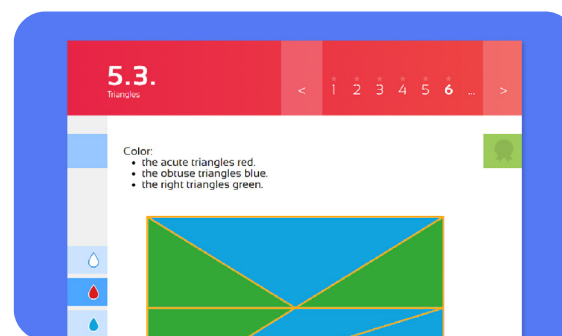 5.3.
Triangles
< 1 2 3 4 5 6 ... >
Color:
• the acute triangles red.
• the obtuse triangles blue.
• the right triangles green.